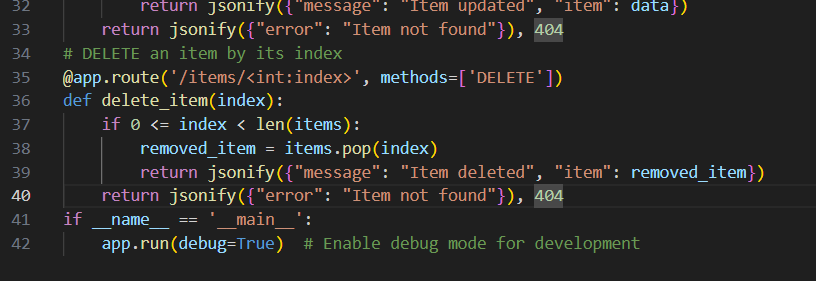 32 return jsonify({"message": "Item updated", "item": data})
33 return jsonify({"error": "Item not found"}), 404
34 # DELETE an item by its index
35 @app.route('/items/<int:index>', methods=['DELETE'])
36 def delete_item(index):
37 if 0 <= index < len(items):
38 removed_item = items.pop(index)
39 return jsonify({"message": "Item deleted", "item": removed_item})
40 return jsonify({"error": "Item not found"}), 404
41 if __name__ == '__main__':
42 app.run(debug=True)  # Enable debug mode for development